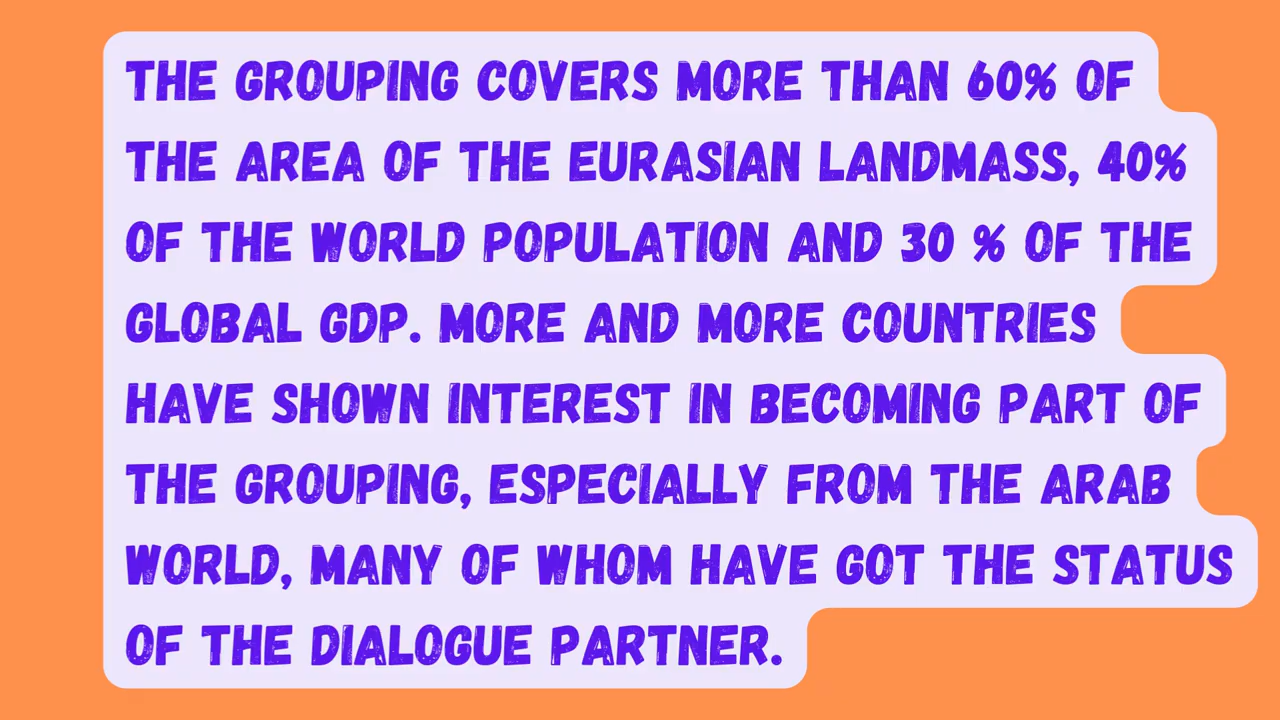 THE GROUPING COVERS MORE THAN 60% OF
THE AREA OF THE EURASIAN LANDMASS, 40%
OF THE WORLD POPULATION AND 30 % OF THE
GLOBAL GDP. MORE AND MORE COUNTRIES
HAVE SHOWN INTEREST IN BECOMING PART OF
THE GROUPING, ESPECIALLY FROM THE ARAB
WORLD, MANY OF WHOM HAVE GOT THE STATUS
OF THE DIALOGUE PARTNER.